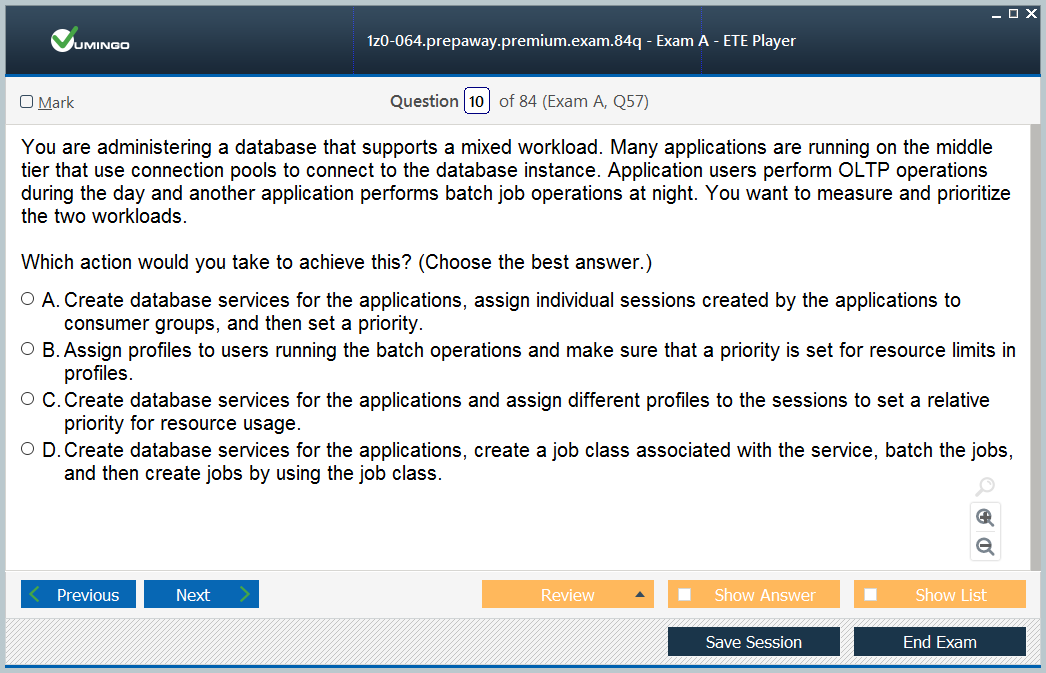 VUMINGO
1z0-064.prepaway.premium.exam.84q - Exam A - ETE Player
Mark
Question 10 of 84 (Exam A, Q57)
You are administering a database that supports a mixed workload. Many applications are running on the middle
tier that use connection pools to connect to the database instance. Application users perform OLTP operations
during the day and another application performs batch job operations at night. You want to measure and prioritize
the two workloads.
Which action would you take to achieve this? (Choose the best answer.)
A. Create database services for the applications, assign individual sessions created by the applications to
consumer groups, and then set a priority.
B. Assign profiles to users running the batch operations and make sure that a priority is set for resource limits in
profiles.
C. Create database services for the applications and assign different profiles to the sessions to set a relative
priority for resource usage.
D. Create database services for the applications, create a job class associated with the service, batch the jobs,
and then create jobs by using the job class.
Previous
Next
Review
Show Answer
Show List
Save Session
End Exam